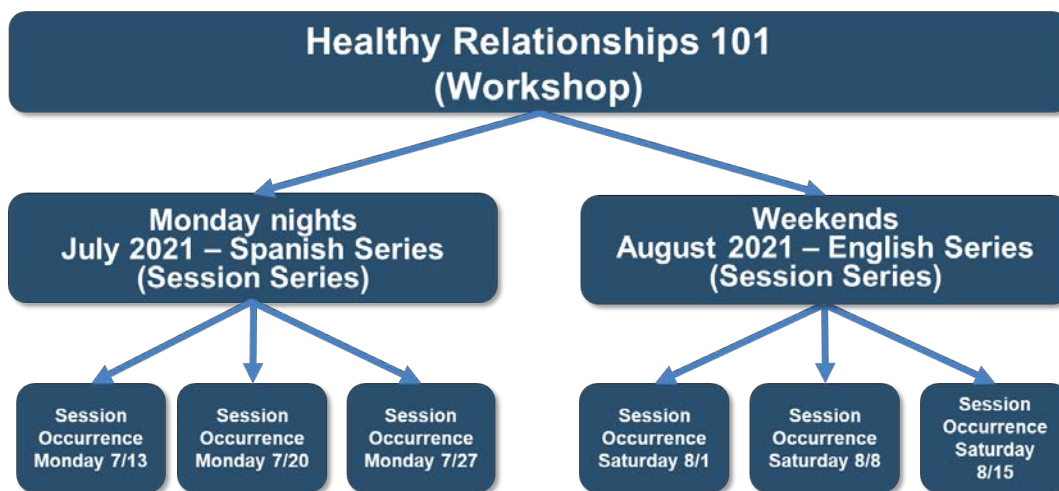 Healthy Relationships 101
(Workshop)
Monday nights
July 2021 – Spanish Series
(Session Series)
Weekends
August 2021 – English Series
(Session Series)
Session
Occurrence
Monday 7/13
Session
Occurrence
Monday 7/20
Session
Occurrence
Monday 7/27
Session
Occurrence
Saturday 8/1
Session
Occurrence
Saturday 8/8
Session
Occurrence
Saturday
8/15